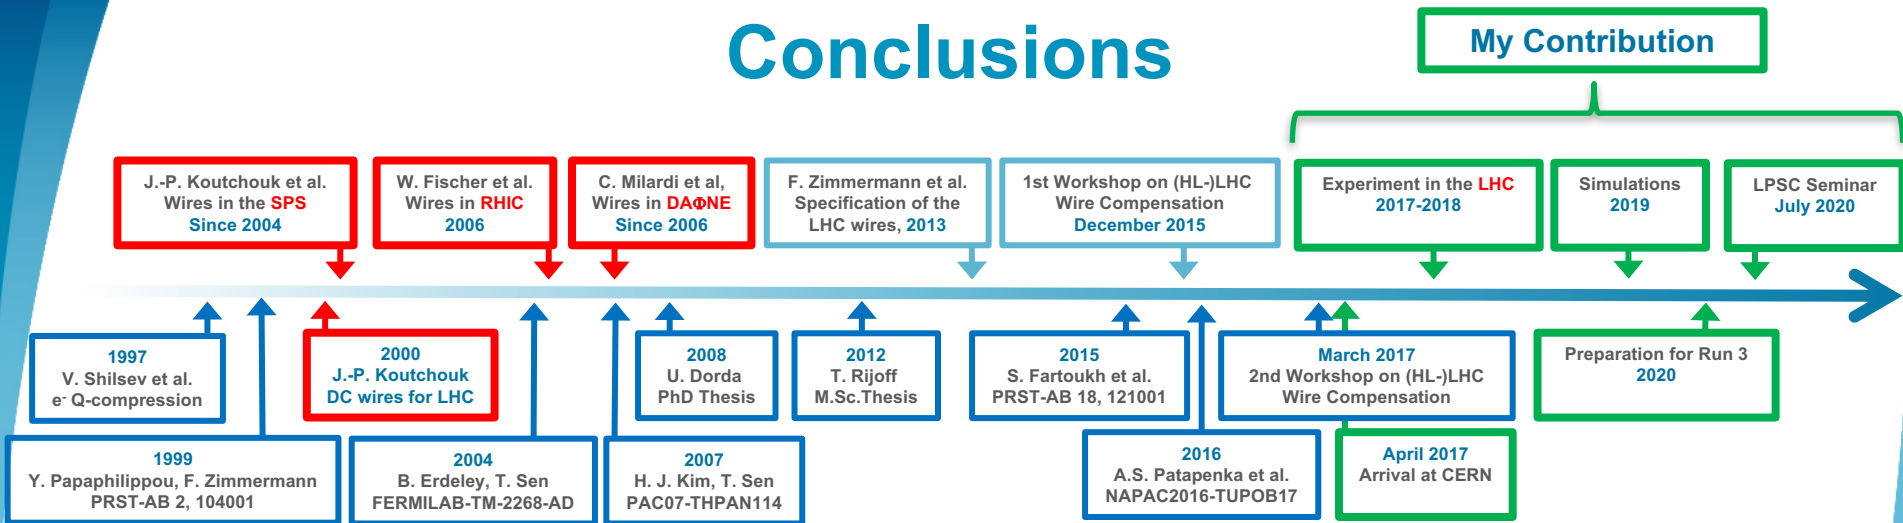 Conclusions
My Contribution
J.-P. Koutchouk et al.
Wires in the SPS
Since 2004
W. Fischer et al.
Wires in RHIC
2006
C. Milardi et al,
Wires in DAΦNE
Since 2006
F. Zimmermann et al.
Specification of the
LHC wires, 2013
1st Workshop on (HL-)LHC
Wire Compensation
December 2015
Experiment in the LHC
2017-2018
Simulations
2019
LPSC Seminar
July 2020
1997
V. Shilsev et al.
e- Q-compression
2000
J.-P. Koutchouk
DC wires for LHC
2008
U. Dorda
PhD Thesis
2012
T. Rijoff
M.Sc.Thesis
2015
S. Fartoukh et al.
PRST-AB 18, 121001
March 2017
2nd Workshop on (HL-)LHC
Wire Compensation
Preparation for Run 3
2020
1999
Y. Papaphilippou, F. Zimmermann
PRST-AB 2, 104001
2004
B. Erdeley, T. Sen
FERMILAB-TM-2268-AD
2007
H. J. Kim, T. Sen
PAC07-THPAN114
2016
A.S. Patapenka et al.
NAPAC2016-TUPOB17
April 2017
Arrival at CERN